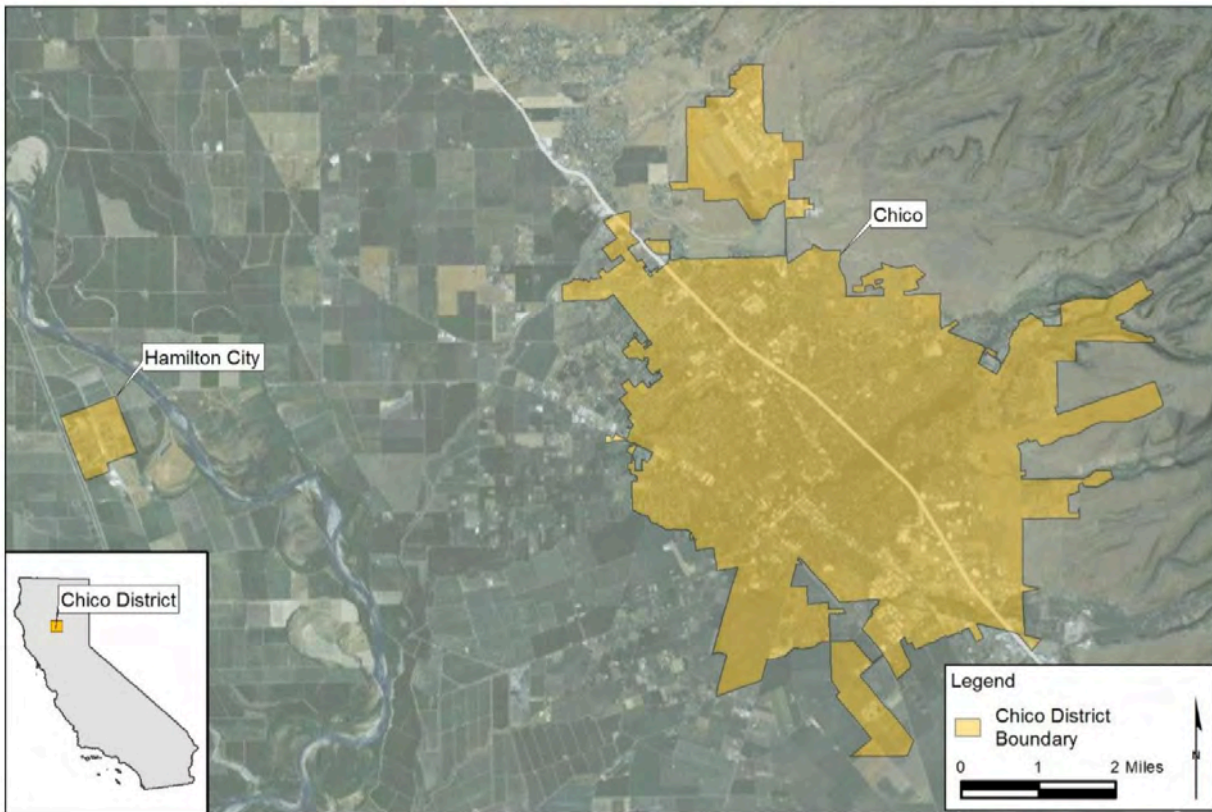 Chico
Hamilton City
Chico District
Legend
Chico District
Boundary
N
0 1 2 Miles